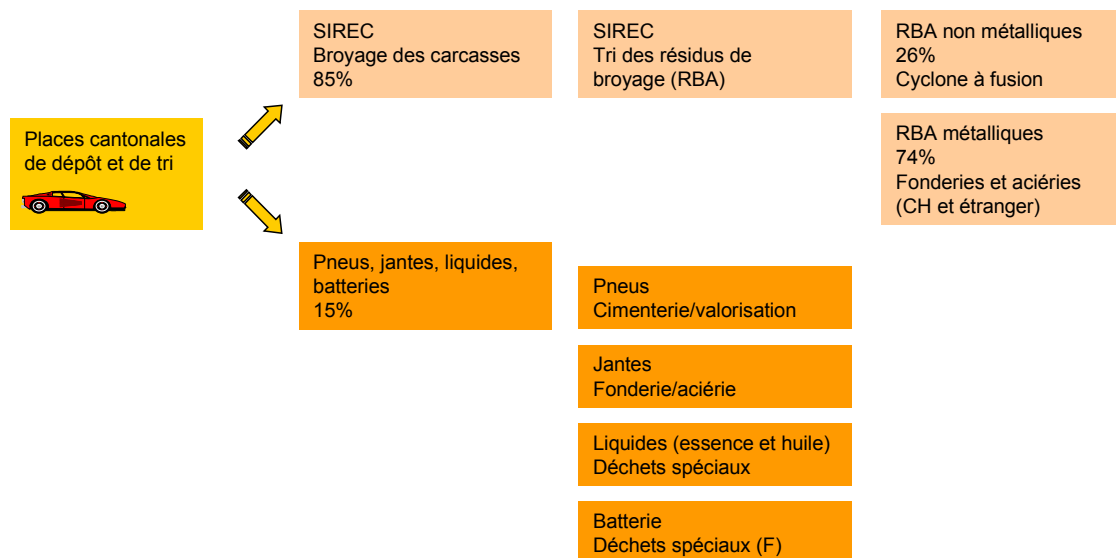 Places cantonales
de dépôt et de tri
SIREC
Broyage des carcasses
85%
SIREC
Tri des résidus de
broyage (RBA)
RBA non métalliques
26%
Cyclone à fusion
RBA métalliques
74%
Fonderies et aciéries
(CH et étranger)
Pneus, jantes, liquides,
batteries
15%
Pneus
Cimenterie/valorisation
Jantes
Fonderie/aciérie
Liquides (essence et huile)
Déchets spéciaux
Batterie
Déchets spéciaux (F)